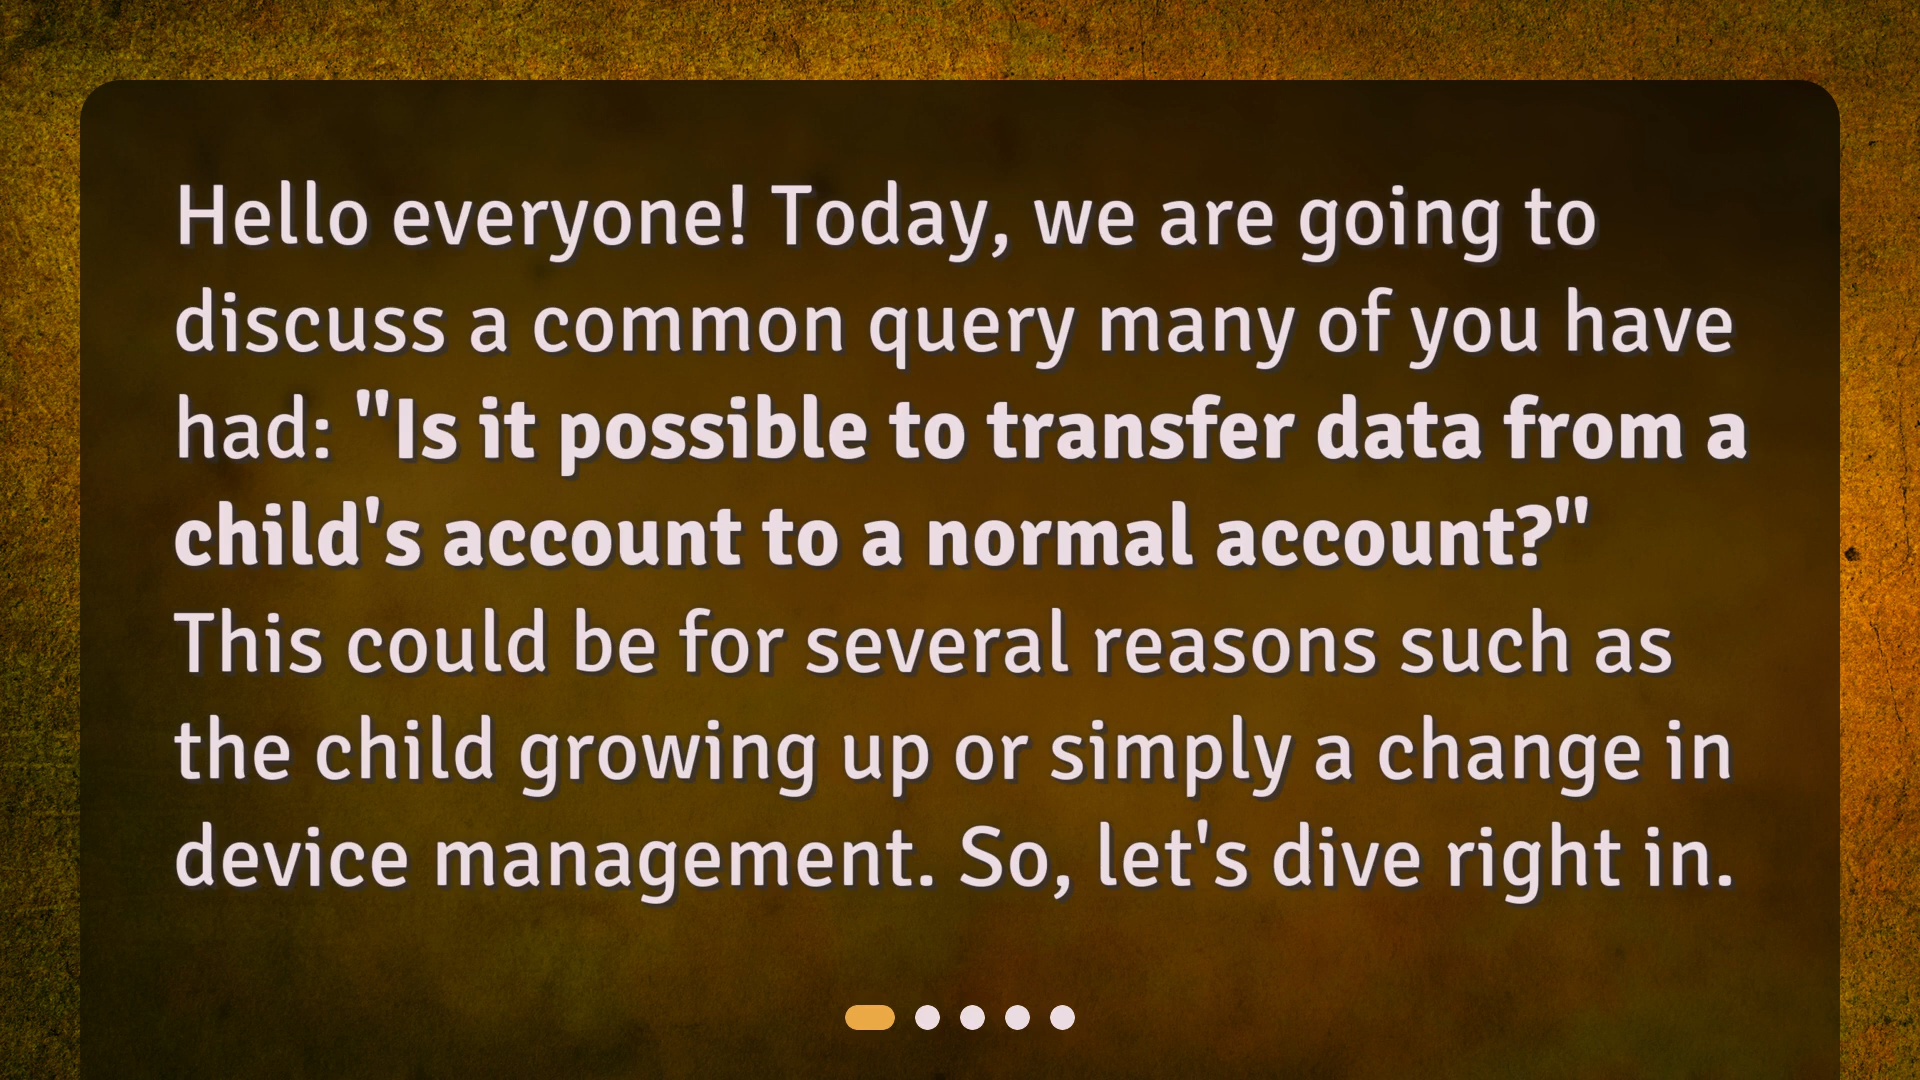 Hello everyone! Today, we are going to
discuss a common query many of you have
had: "Is it possible to transfer data from a
child's account to a normal account?"
This could be for several reasons such as
the child growing up or simply a change in
device management. So, let's dive right in.